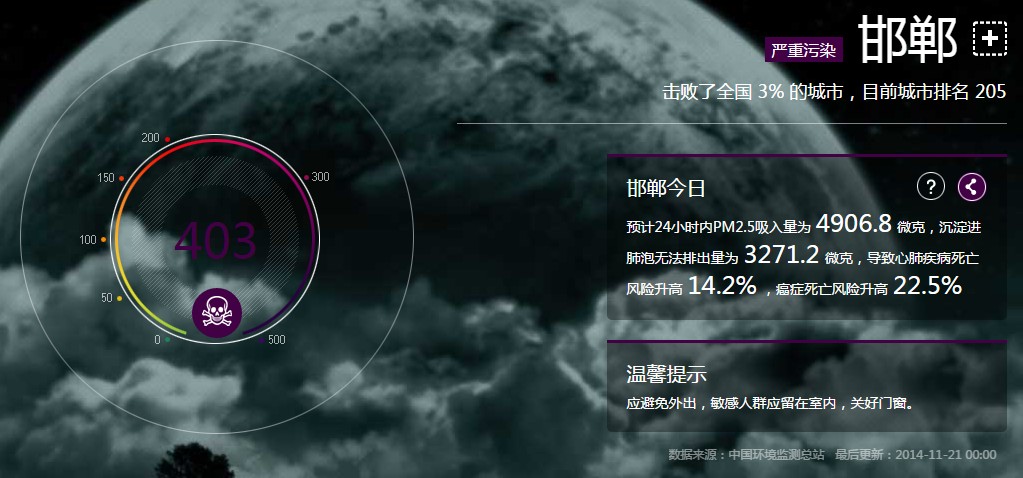 邯郸
严重污染
击败了全国 3% 的城市，目前城市排名 205
200
150
300
100
403
50
0
500
邯郸今日
?
预计24小时内PM2.5吸入量为 4906.8 微克，沉淀进
肺泡无法排出量为 3271.2 微克，导致心肺疾病死亡
风险升高 14.2% ，癌症死亡风险升高 22.5%
温馨提示
应避免外出，敏感人群应留在室内，关好门窗。
数据来源：中国环境监测总站 最后更新：2014-11-21 00:00